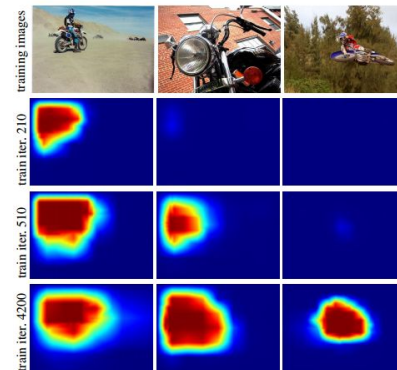 training images
train iter. 210
train iter. 510
train iter. 4200